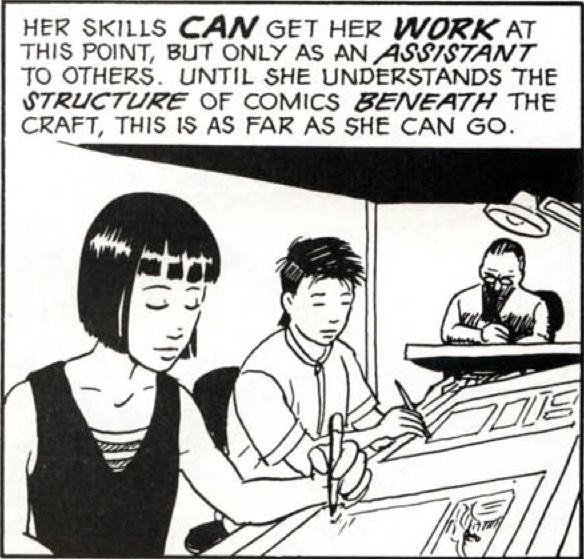 HER SKILLS CAN GET HER WORK AT
THIS POINT, BUT ONLY AS AN ASSISTANT
TO OTHERS. UNTIL SHE UNDERSTANDS THE
STRUCTURE OF COMICS BENEATH THE
CRAFT, THIS IS AS FAR AS SHE CAN GO.